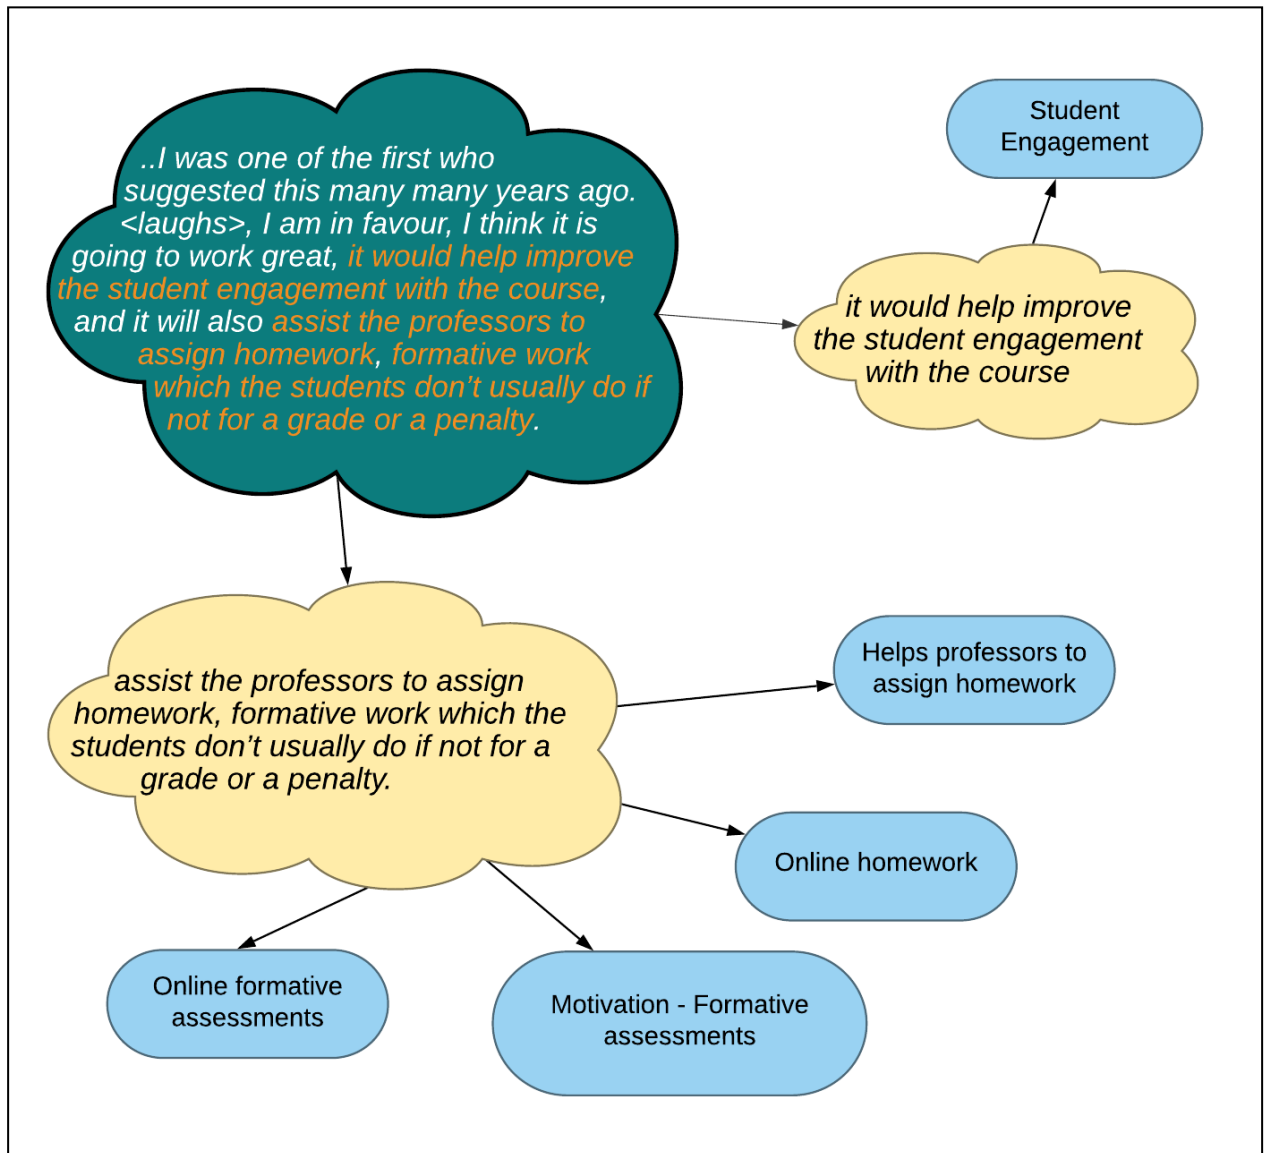 ..I was one of the first who
suggested this many many years ago.
<laughs>, I am in favour, I think it is
going to work great, it would help improve
the student engagement with the course,
and it will also assist the professors to
assign homework, formative work
which the students don’t usually do if
not for a grade or a penalty.
Student
Engagement
it would help improve
the student engagement
with the course
assist the professors to assign
homework, formative work which the
students don’t usually do if not for a
grade or a penalty.
Helps professors to
assign homework
Online homework
Online formative
assessments
Motivation - Formative
assessments